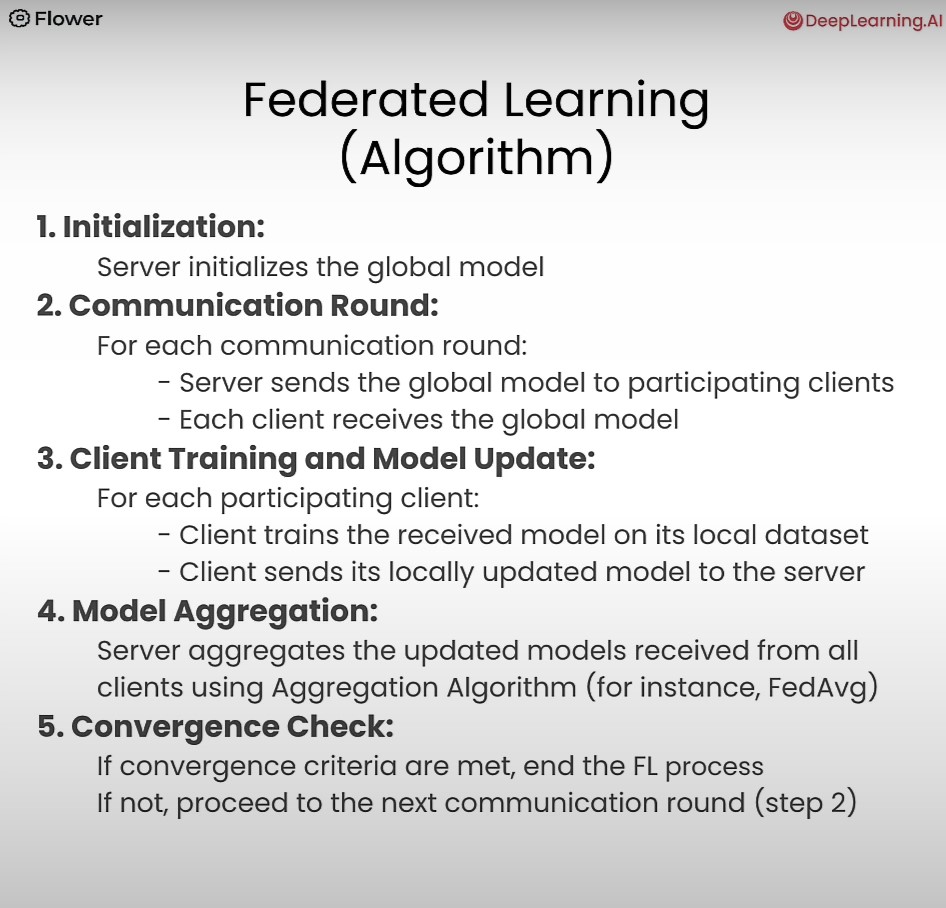 Flower
DeepLearning.AI
Federated Learning
(Algorithm)
1. Initialization:
Server initializes the global model
2. Communication Round:
For each communication round:
- Server sends the global model to participating clients
- Each client receives the global model
3. Client Training and Model Update:
For each participating client:
- Client trains the received model on its local dataset
- Client sends its locally updated model to the server
4. Model Aggregation:
Server aggregates the updated models received from all
clients using Aggregation Algorithm (for instance, FedAvg)
5. Convergence Check:
If convergence criteria are met, end the FL process
If not, proceed to the next communication round (step 2)